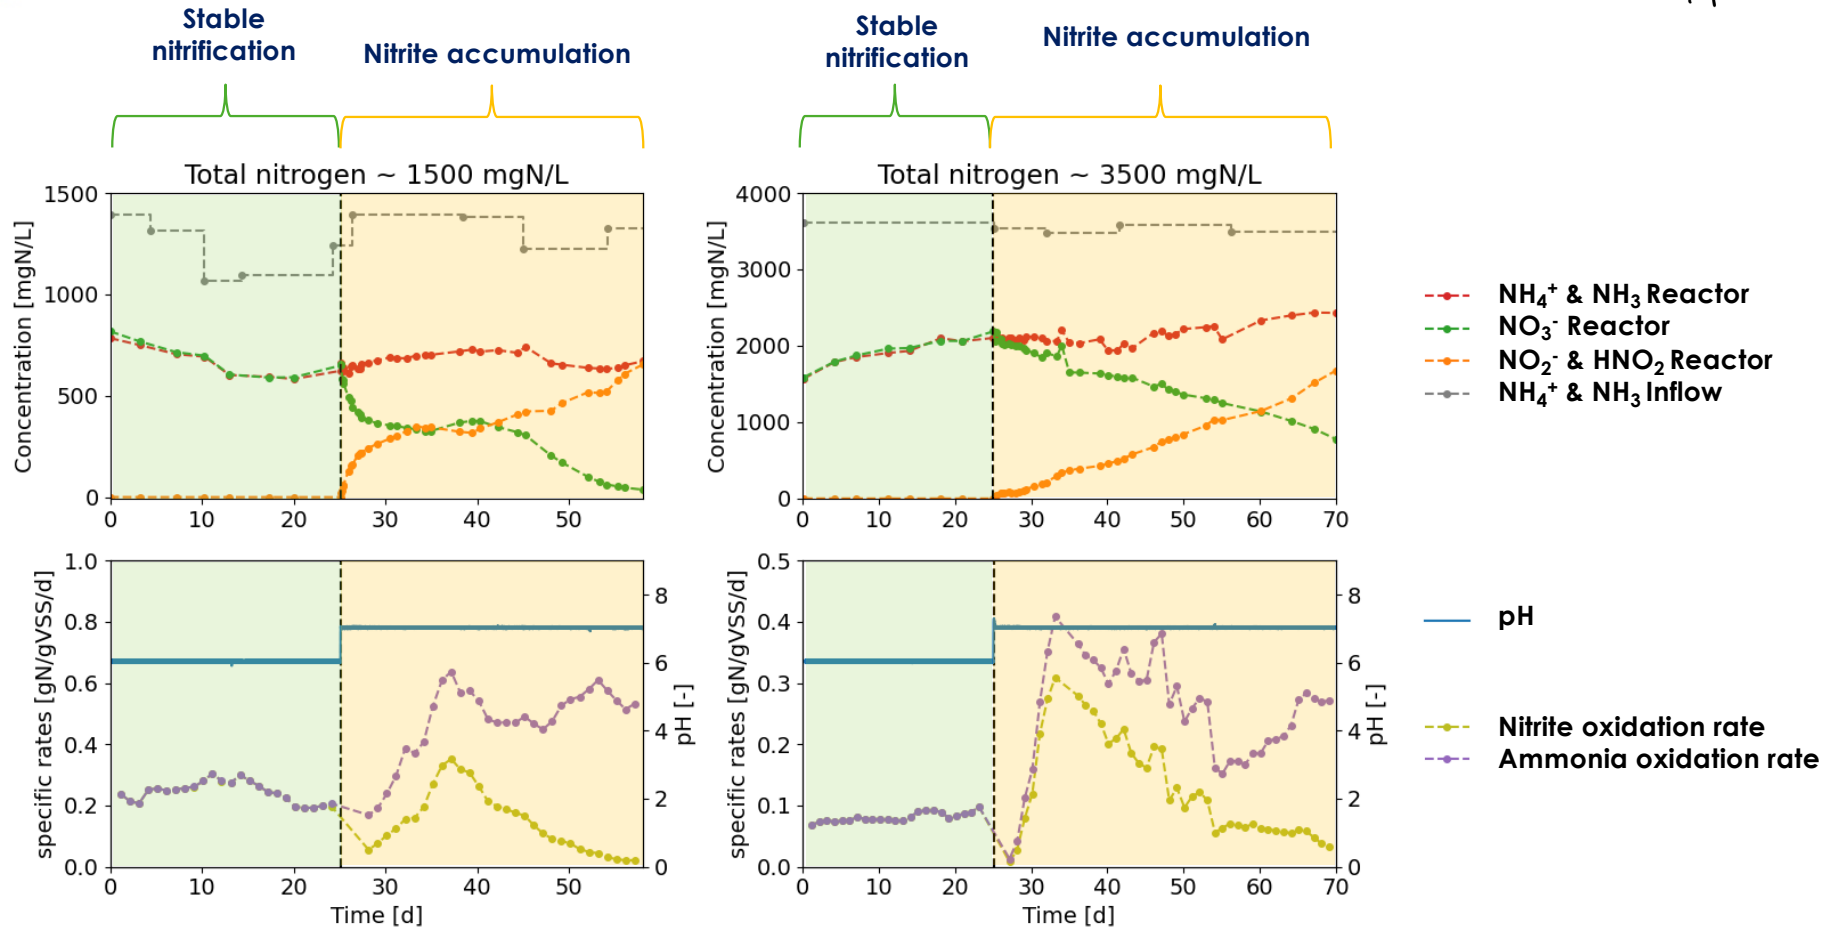 Stable
nitrification
Nitrite accumulation
Stable
nitrification
Nitrite accumulation
Total nitrogen ~ 1500 mgN/L
Concentration [mgN/L]
1500
1000
500
0
0 10 20 30 40 50
Total nitrogen ~ 3500 mgN/L
Concentration [mgN/L]
4000
3000
2000
1000
0
0 10 20 30 40 50 60 70
NH₄⁺ & NH₃ Reactor
NO₃⁻ Reactor
NO₂⁻ & HNO₂ Reactor
NH₄⁺ & NH₃ Inflow
specific rates [gN/gVSS/d]
1.0
0.8
0.6
0.4
0.2
0.0
0 10 20 30 40 50
Time [d]
8
6
4
2
0
pH [-]
specific rates [gN/gVSS/d]
0.5
0.4
0.3
0.2
0.1
0.0
0 10 20 30 40 50 60 70
Time [d]
8
6
4
2
0
pH [-]
pH
Nitrite oxidation rate
Ammonia oxidation rate